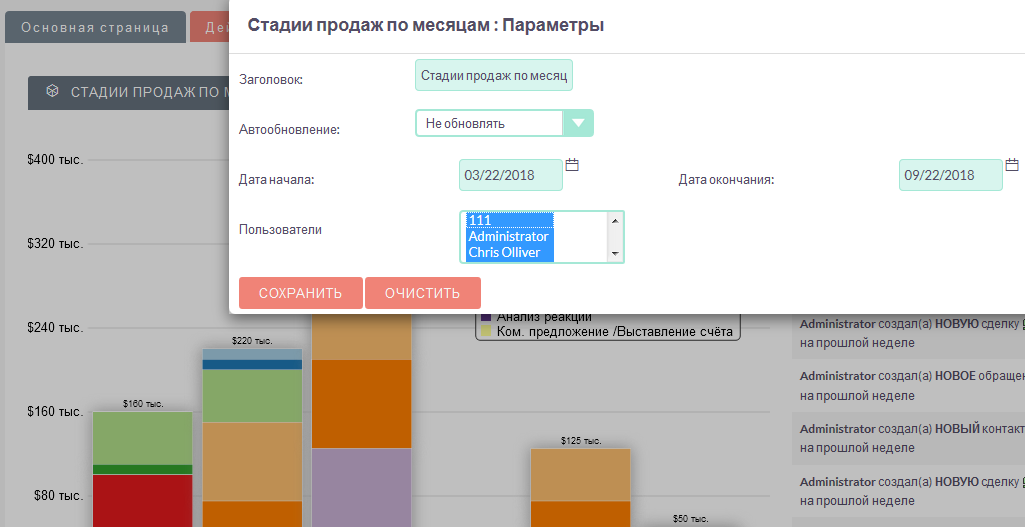 Основная страница
Стадии продаж по месяцам : Параметры
Заголовок:
Стадии продаж по месяц
СТАДИИ ПРОДАЖ ПО
Автообновление:
Не обновлять
$400 тыс.
Дата начала:
03/22/2018
Дата окончания:
09/22/2018
Пользователи
111
Administrator
Chris Olliver
$320 тыс.
СОХРАНИТЬ
ОЧИСТИТЬ
Анализ реакции
Ком. предложение /Выставление счёта
$240 тыс.
$220 тыс.
$160 тыс.
$160 тыс.
$125 тыс.
$80 тыс.
$50 тыс.
Administrator создал(а) НОВУЮ сделку
на прошлой неделе
Administrator создал(а) НОВОЕ обращен
на прошлой неделе
Administrator создал(а) НОВЫЙ контакт
на прошлой неделе
Administrator создал(а) НОВУЮ сделку
на прошлой неделе